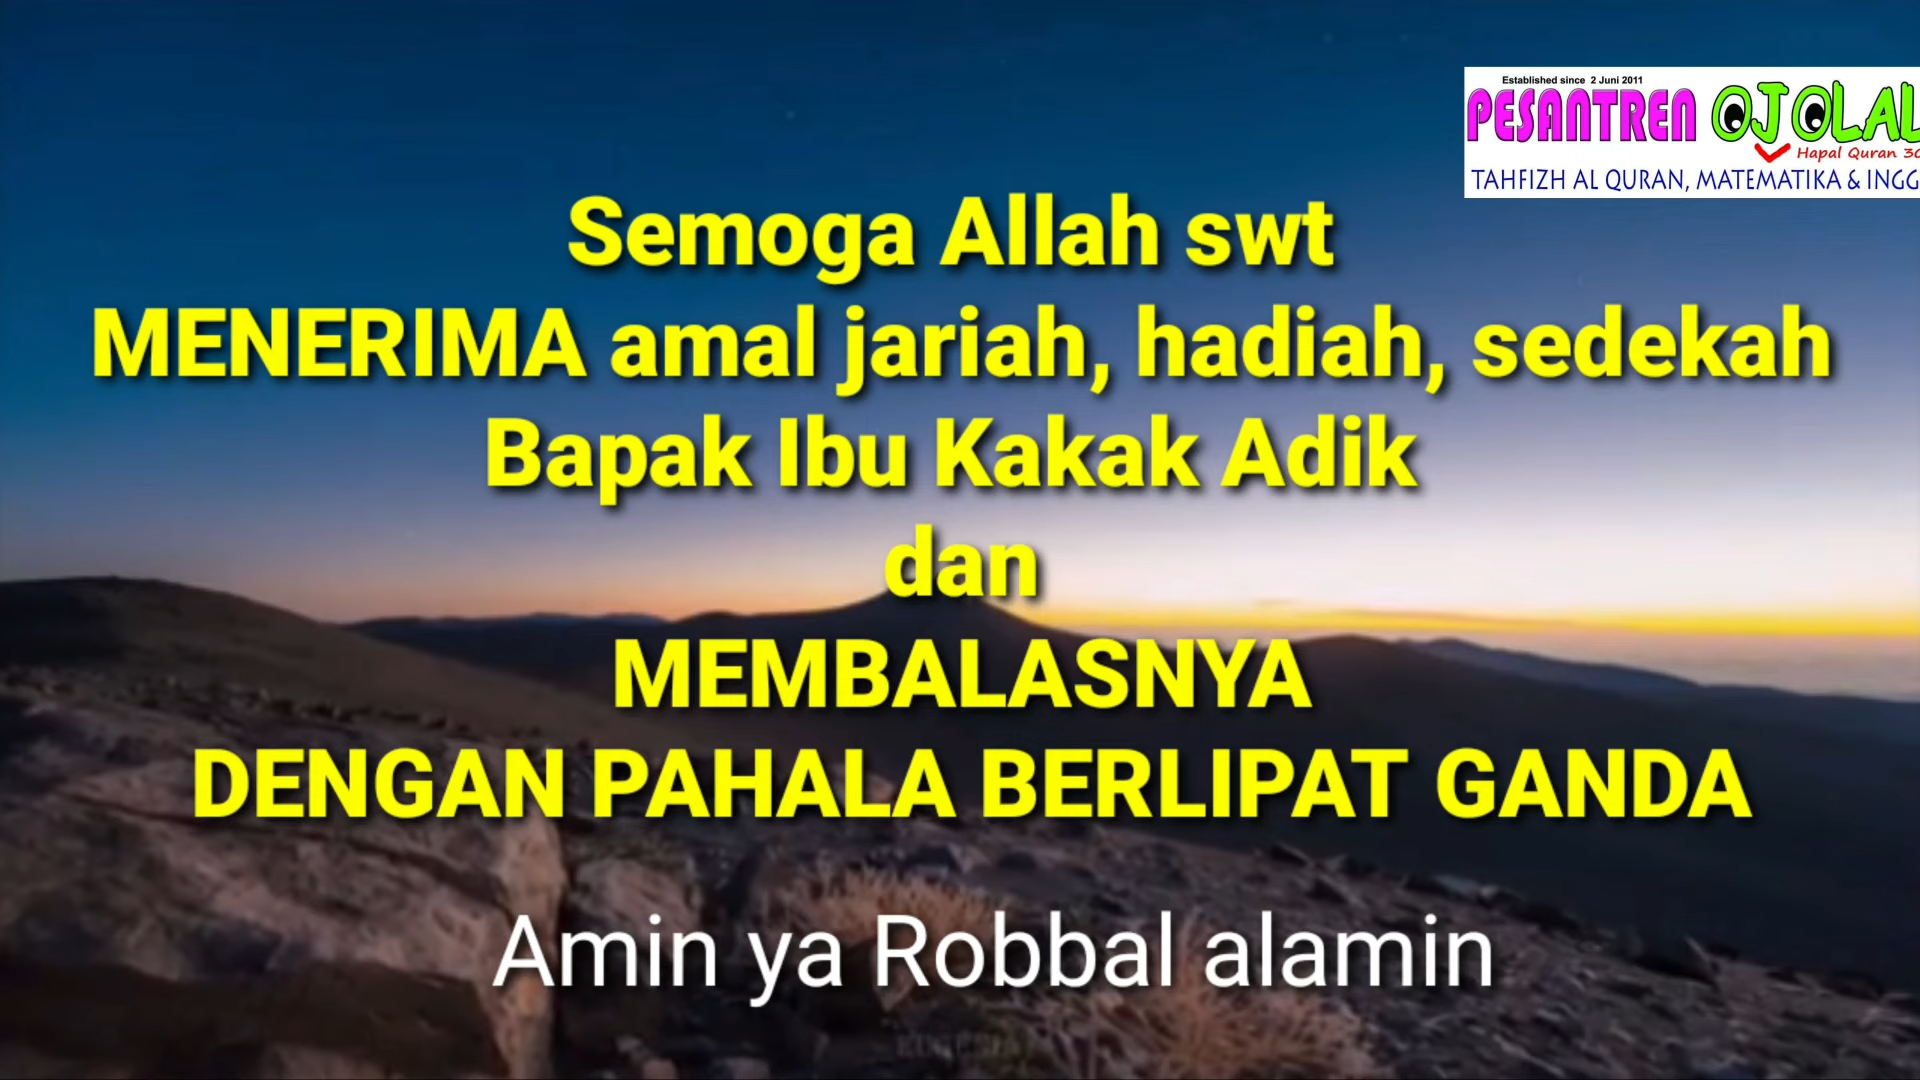 Established since 2 Juni 2011
PESANTREN OJOLAL
Hapal Quran 30
TAHFIZH AL QURAN, MATEMATIKA & INGG
Semoga Allah swt
MENERIMA amal jariah, hadiah, sedekah
Bapak Ibu Kakak Adik
dan
MEMBALASNYA
DENGAN PAHALA BERLIPAT GANDA
Amin ya Robbal alamin